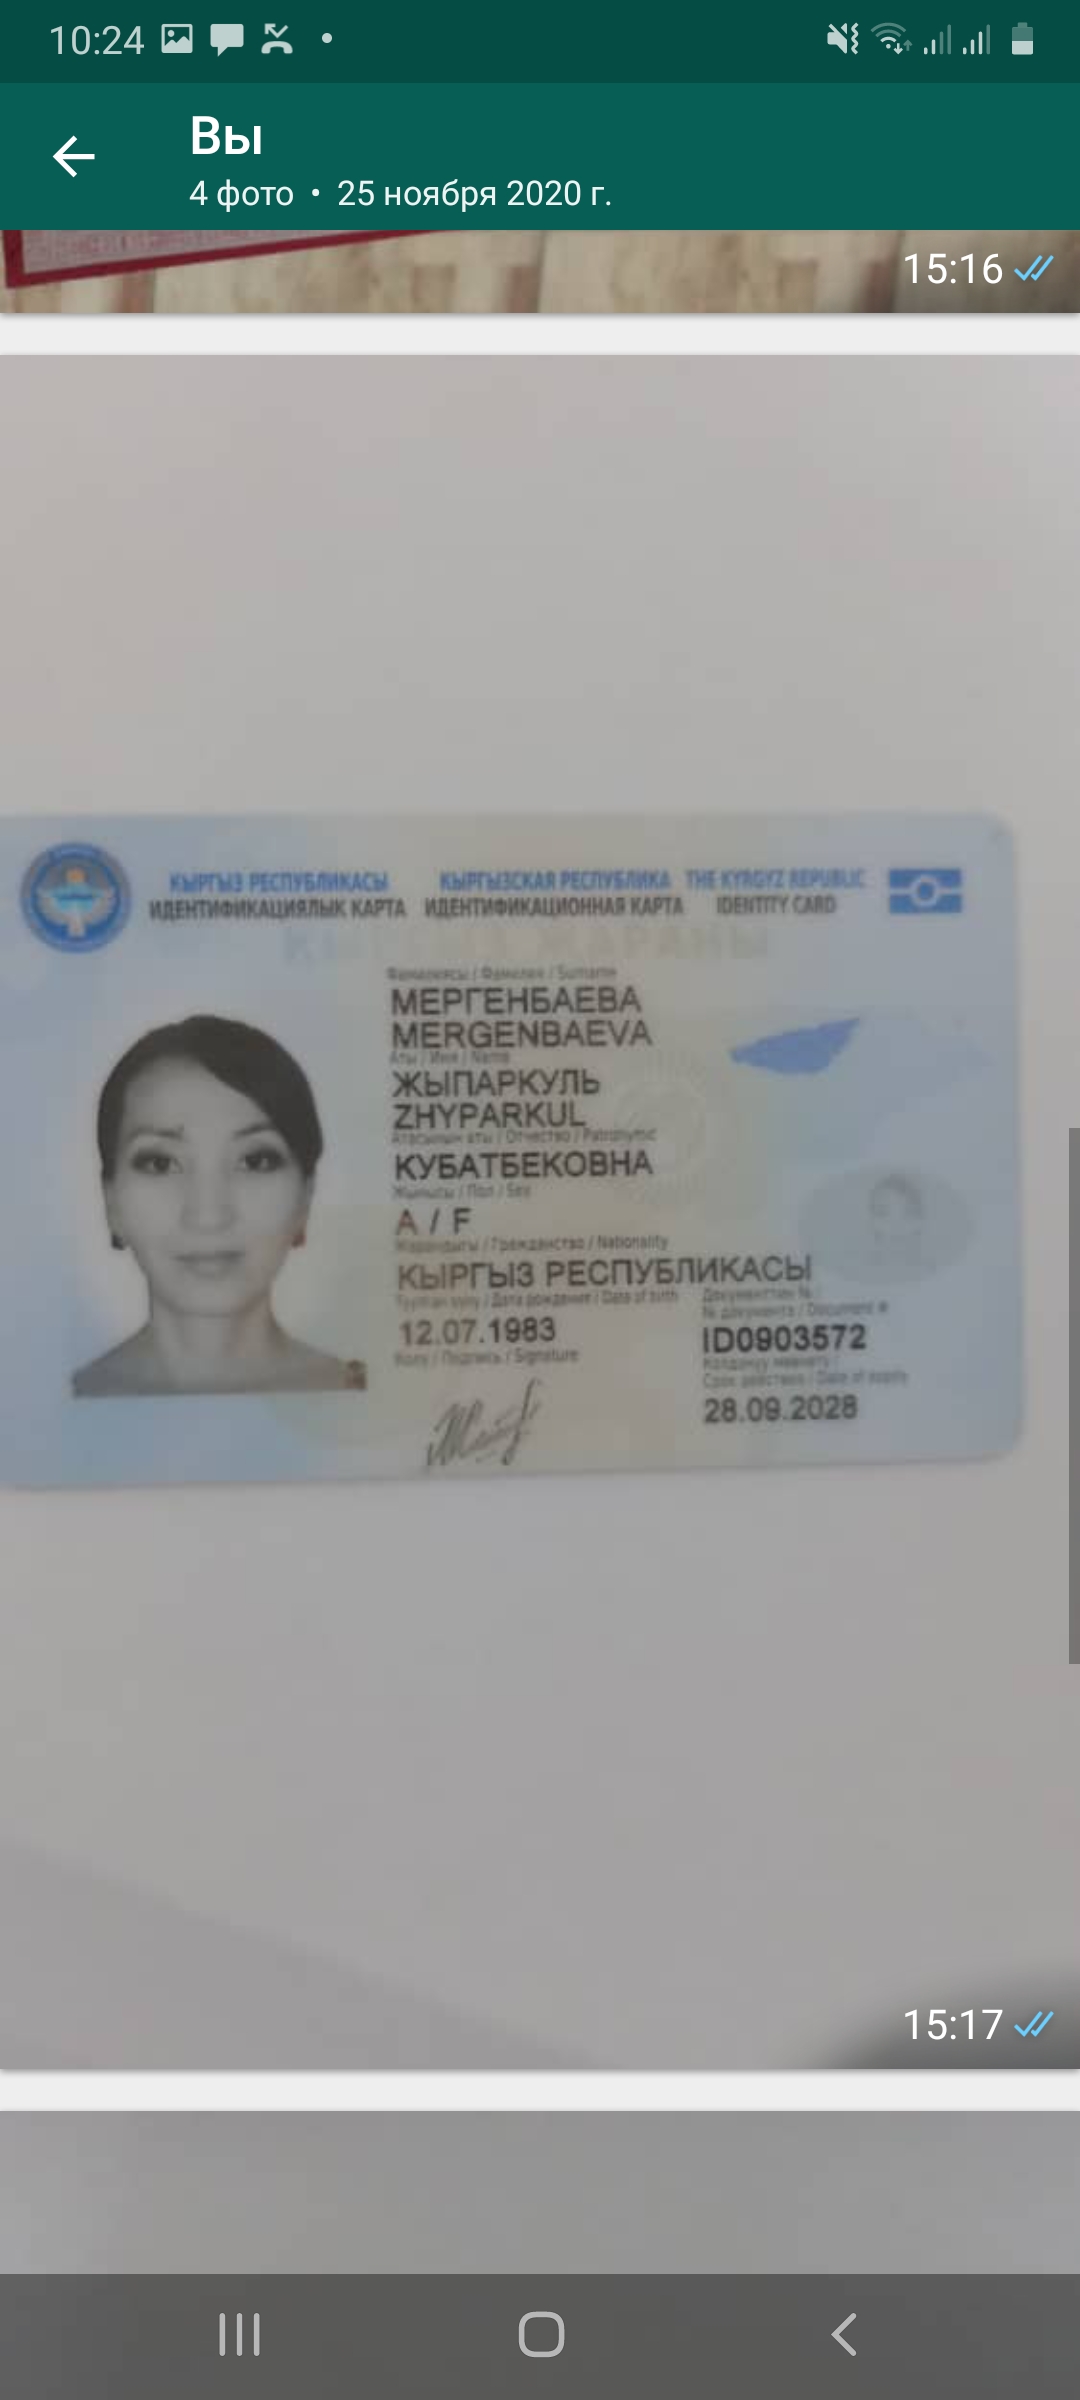 10:24
Вы
4 фото • 25 ноября 2020 г.
15:16
КЫРГЫЗ РЕСПУБЛИКАСЫ КЫРГЫЗСКАЯ РЕСПУБЛИКА THE KYRGYZ REPUBLIC
ИДЕНТИФИКАЦИЯЛЫК КАРТА ИДЕНТИФИКАЦИОННАЯ КАРТА IDENTITY CARD
КЫРГЫЗ ЖАРАНЫ
Фамилиясы / Фамилия / Surname
МЕРГЕНБАЕВА
MERGENBAEVA
Аты / Имя / Name
ЖЫПАРКУЛЬ
ZHYPARKUL
Атасынын аты / Отчество / Patronymic
КУБАТБЕКОВНА
Жынысы / Пол / Sex
А / F
Жарандыгы / Гражданство / Nationality
КЫРГЫЗ РЕСПУБЛИКАСЫ
Туулган күнү / Дата рождения / Date of birth
Документтин № /
№ документа / Document #
12.07.1983
ID0903572
Колу / Подпись / Signature
Срок действия / Date of expiry
28.09.2028
15:17